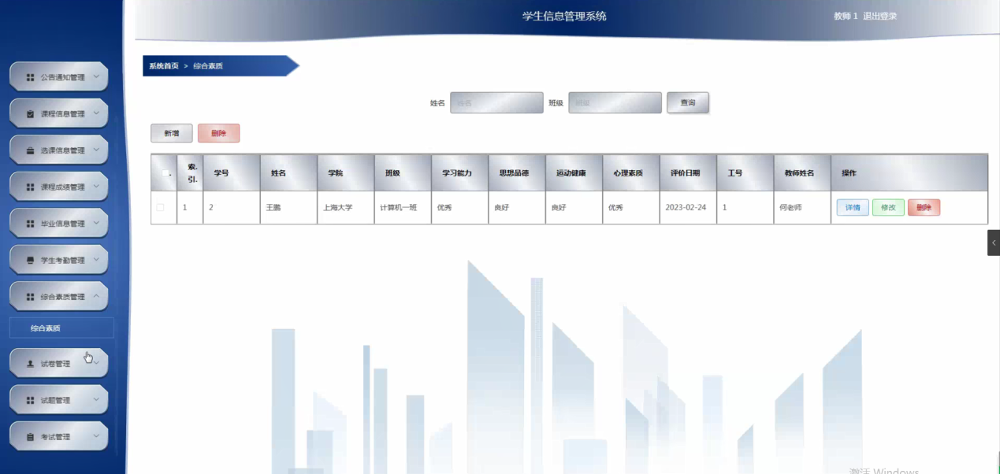 学生信息管理系统
教师 1 退出登录
系统首页 > 综合素质
公告通知管理
课程信息管理
选课信息管理
课程成绩管理
毕业信息管理
学生考勤管理
综合素质管理
综合素质
试卷管理
试题管理
考试管理
姓名 姓名 班级 班级 查询
新增 删除
索. 引. 学号 姓名 学院 班级 学习能力 思想品德 运动健康 心理素质 评价日期 工号 教师姓名 操作
1 2 王鹏 上海大学 计算机一班 优秀 良好 良好 优秀 2023-02-24 1 何老师 详情 修改 删除
激活 Windows